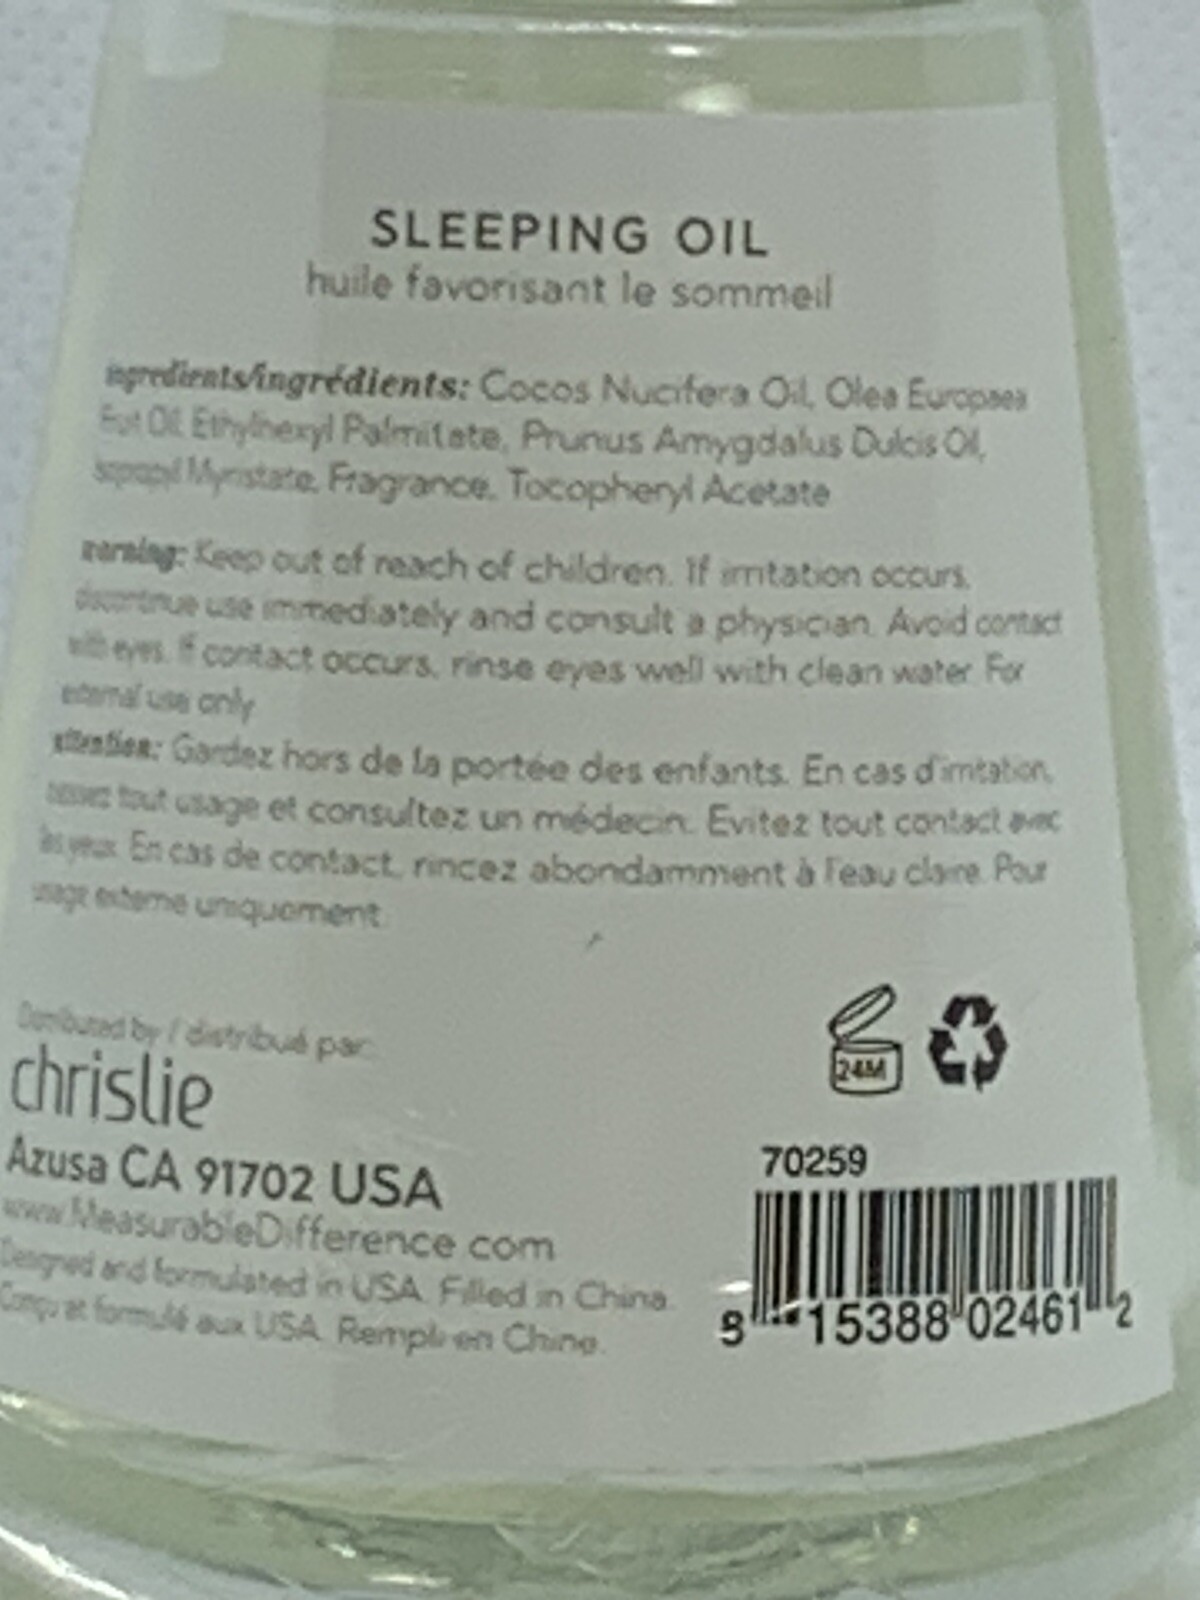 SLEEPING OIL
huile favorisant le sommeil
ingredients/ingrédients: Cocos Nucifera Oil, Olea Europaea
Fruit Oil, Ethylhexyl Palmitate, Prunus Amygdalus Dulcis Oil,
Isopropyl Myristate, Fragrance, Tocopheryl Acetate
warning: Keep out of reach of children. If irritation occurs,
discontinue use immediately and consult a physician. Avoid contact
with eyes. If contact occurs, rinse eyes well with clean water. For
external use only
attention: Gardez hors de la portée des enfants. En cas d'irritation,
cessez tout usage et consultez un médecin. Evitez tout contact avec
les yeux. En cas de contact, rincez abondamment à l'eau claire. Pour
usage externe uniquement.
Distributed by / distribué par:
chrislie
Azusa CA 91702 USA
www.MeasurableDifference.com
Designed and formulated in USA. Filled in China.
Conçu et formulé aux USA. Rempli en Chine.
24M
70259
8 15388 02461 2